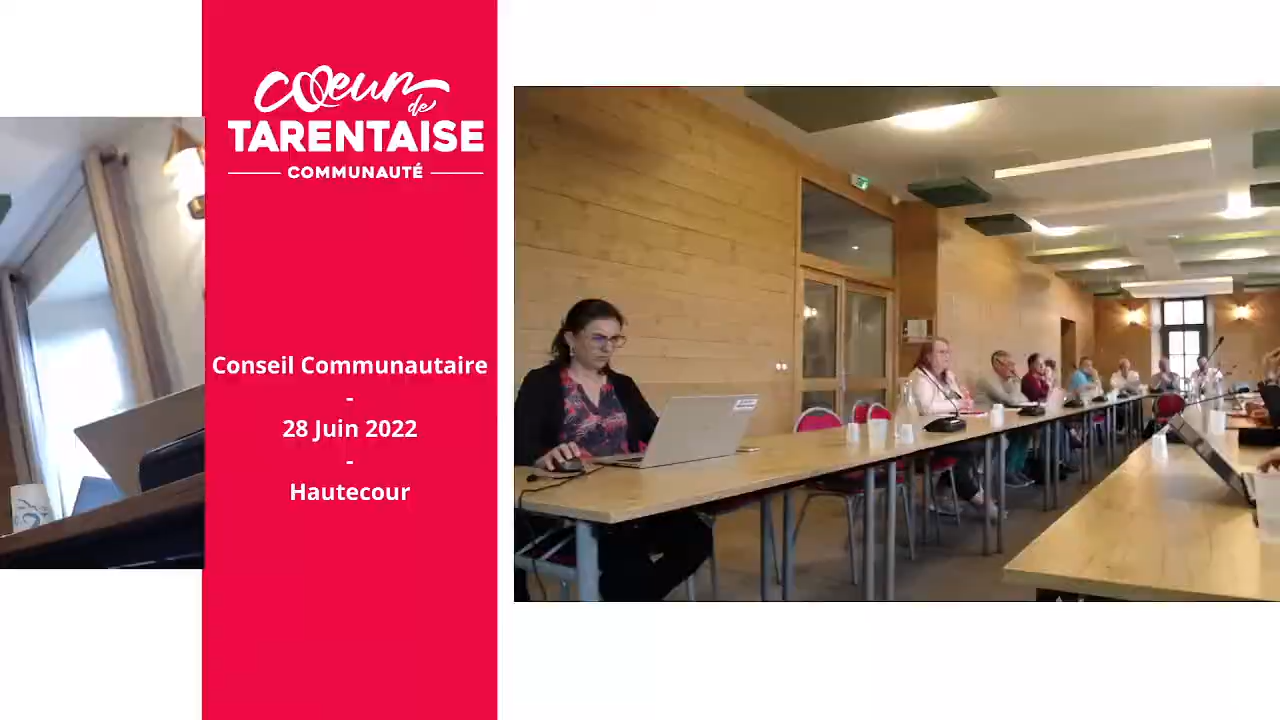 Cœur
de
TARENTAISE
COMMUNAUTÉ
Conseil Communautaire
-
28 Juin 2022
-
Hautecour